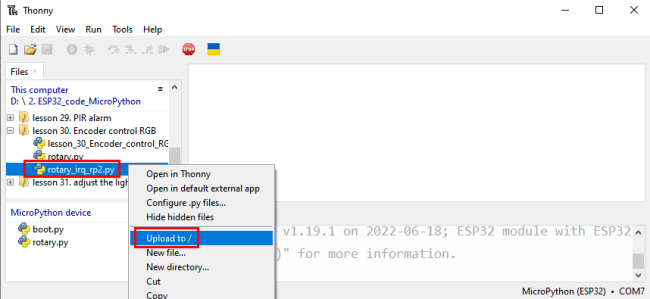 Thonny
File Edit View Run Tools Help
STOP
Files ×
This computer
D: \ 2. ESP32_code_MicroPython
lesson 29. PIR alarm
lesson 30. Encoder control RGB
lesson_30_Encoder_control_RG
rotary.py
rotary_irq_rp2.py
lesson 31. adjust the ligh
MicroPython device
boot.py
rotary.py
Open in Thonny
Open in default external app
Configure .py files...
Hide hidden files
Upload to /
New file...
New directory...
Cut
Copy
v1.19.1 on 2022-06-18; ESP32 module with ESP32
)" for more information.
MicroPython (ESP32) • COM7